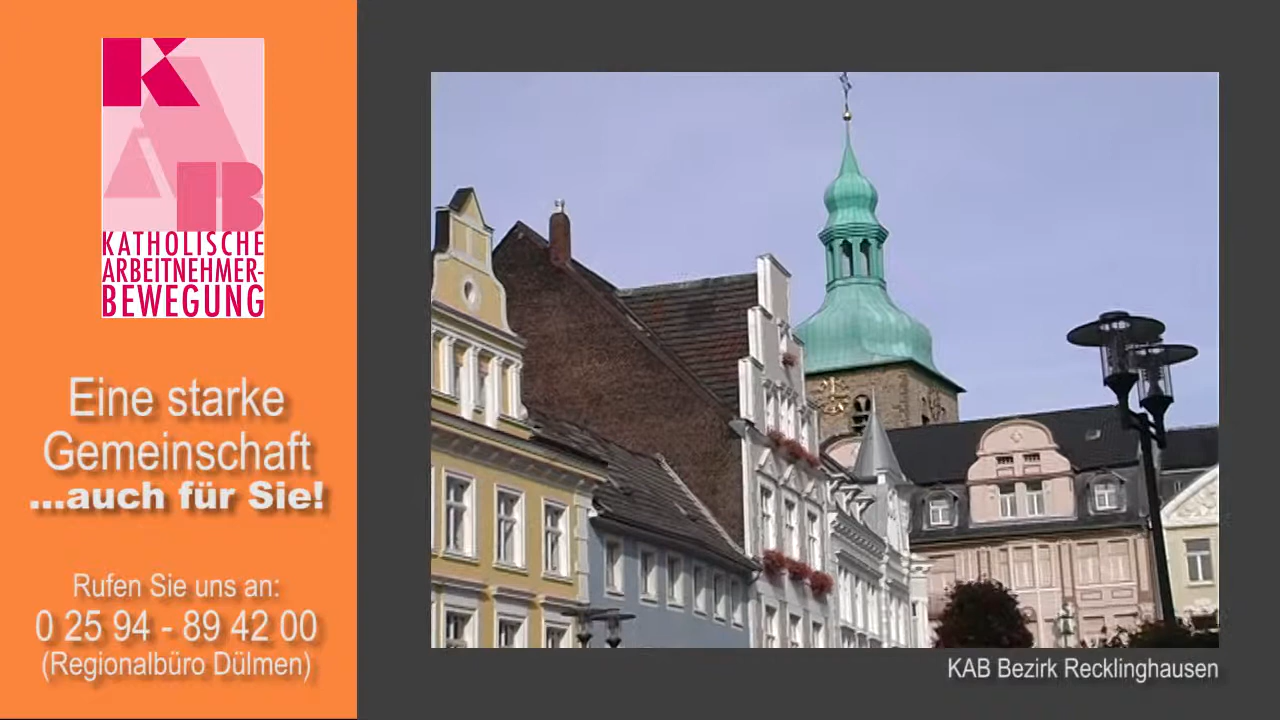 KAB
KATHOLISCHE
ARBEITNEHMER-
BEWEGUNG
Eine starke
Gemeinschaft
...auch für Sie!
Rufen Sie uns an:
0 25 94 - 89 42 00
(Regionalbüro Dülmen)
KAB Bezirk Recklinghausen